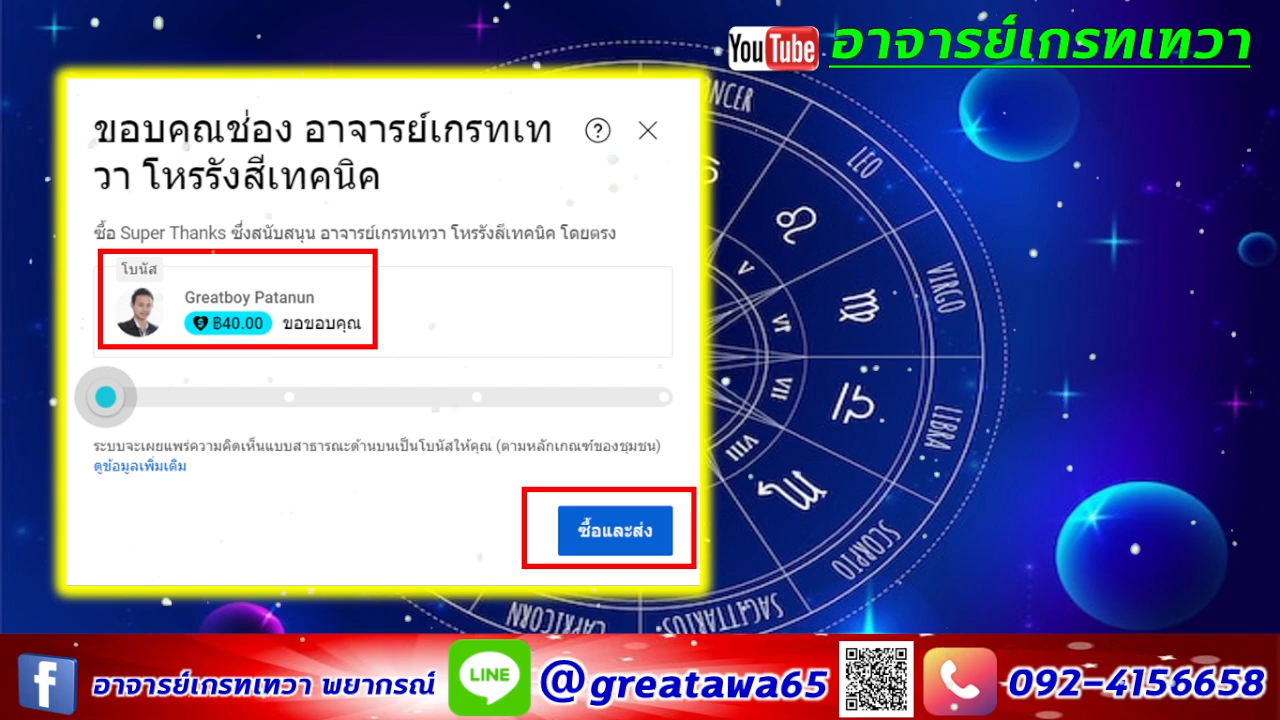 YouTube อาจารย์เกรทเทวา
ขอบคุณช่อง อาจารย์เกรทเท
วา โหรรังสีเทคนิค
?
ซื้อ Super Thanks ซึ่งสนับสนุน อาจารย์เกรทเทวา โหรรังสีเทคนิค โดยตรง
โบนัส
Greatboy Patanun
฿40.00 ขอขอบคุณ
ระบบจะเผยแพร่ความคิดเห็นแบบสาธารณะด้านบนเป็นโบนัสให้คุณ (ตามหลักเกณฑ์ของชุมชน)
ดูข้อมูลเพิ่มเติม
ซื้อและส่ง
LEO
VIRGO
LIBRA
SCORPIO
SAGITTARIUS
CAPRICORN
V
VI
VII
VIII
f อาจารย์เกรทเทวา พยากรณ์ LINE @greatawa65 092-4156658